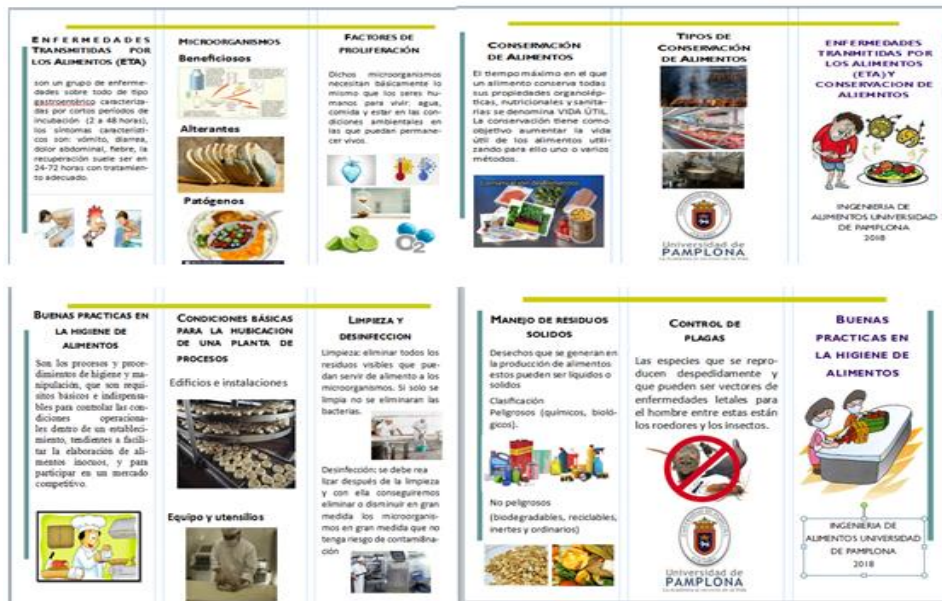 ENFERMEDADES
TRANSMITIDAS POR
LOS ALIMENTOS (ETA)
son un grupo de enferme-
dades sobre todo de tipo
gastroentérico caracteriza-
das por cortos períodos de
incubación (2 a 48 horas),
los síntomas característi-
cos son: vómito, diarrea,
dolor abdominal, fiebre, la
recuperación suele ser en
24-72 horas con tratamien-
to adecuado.
MICROORGANISMOS
Beneficiosos
Alterantes
Patógenos
FACTORES DE
PROLIFERACIÓN
Dichos microorganismos
necesitan básicamente lo
mismo que los seres hu-
manos para vivir: agua,
comida y estar en las con-
diciones ambientales en
las que puedan permane-
cer vivos.
O2
CONSERVACIÓN
DE ALIMENTOS
El tiempo máximo en el que
un alimento conserva todas
sus propiedades organolép-
ticas, nutricionales y sanita-
rias se denomina VIDA ÚTIL.
La conservación tiene como
objetivo aumentar la vida
útil de los alimentos utili-
zando para ello uno o varios
métodos.
TIPOS DE
CONSERVACIÓN
DE ALIMENTOS
Universidad de
PAMPLONA
ENFERMEDADES
TRANMITIDAS POR
LOS ALIMENTOS
(ETA) Y
CONSERVACION DE
ALIEMNTOS
INGENIERIA DE
ALIMENTOS UNIVERSIDAD
DE PAMPLONA
2018
BUENAS PRACTICAS EN
LA HIGIENE DE
ALIMENTOS
Son los procesos y proce-
dimientos de higiene y ma-
nipulación, que son requi-
sitos básicos e indispensa-
bles para controlar las con-
diciones operaciona-
les dentro de un estableci-
miento, tendientes a facili-
tar la elaboración de ali-
mentos inocuos, y para
participar en un mercado
competitivo.
CONDICIONES BÁSICAS
PARA LA HUBICACION
DE UNA PLANTA DE
PROCESOS
Edificios e instalaciones
Equipo y utensilios
LIMPIEZA Y
DESINFECCION
Limpieza: eliminar todos los
residuos visibles que pue-
dan servir de alimento a los
microorganismos. Si solo se
limpia no se eliminaran las
bacterias.
Desinfección: se debe rea
lizar después de la limpieza
y con ella conseguiremos
eliminar o disminuir en gran
medida los microorganis-
mos en gran medida que no
tenga riesgo de contamina-
ción
MANEJO DE RESIDUOS
SOLIDOS
Desechos que se generan en
la producción de alimentos
estos pueden ser líquidos o
solidos
Clasificación
Peligrosos (químicos, bioló-
gicos).
No peligrosos
(biodegradables, reciclables,
inertes y ordinarios)
CONTROL DE
PLAGAS
Las especies que se repro-
ducen despedidamente y
que pueden ser vectores de
enfermedades letales para
el hombre entre estas están
los roedores y los insectos.
Universidad de
PAMPLONA
BUENAS
PRACTICAS EN
LA HIGIENE DE
ALIMENTOS
INGENIERIA DE
ALIMENTOS UNIVERSIDAD
DE PAMPLONA
2018